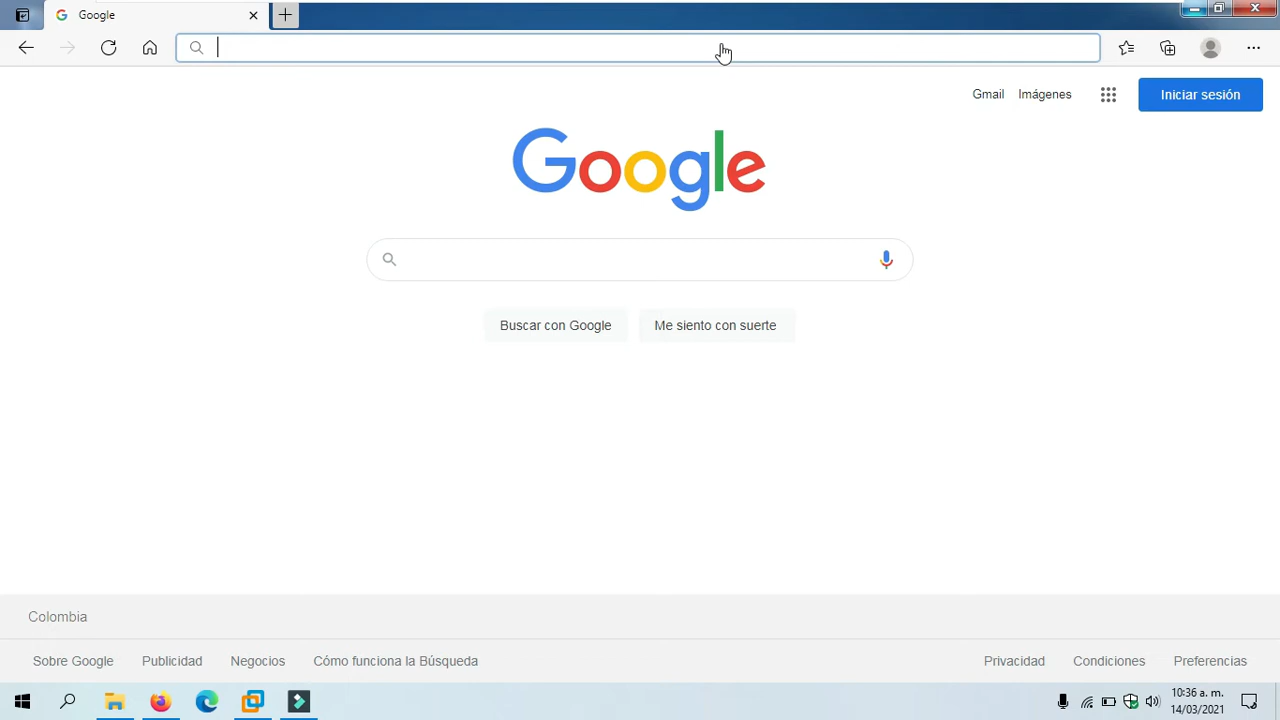 Google
Gmail Imágenes Iniciar sesión
Google
Buscar con Google Me siento con suerte
Colombia
Sobre Google Publicidad Negocios Cómo funciona la Búsqueda Privacidad Condiciones Preferencias
10:36 a. m.
14/03/2021